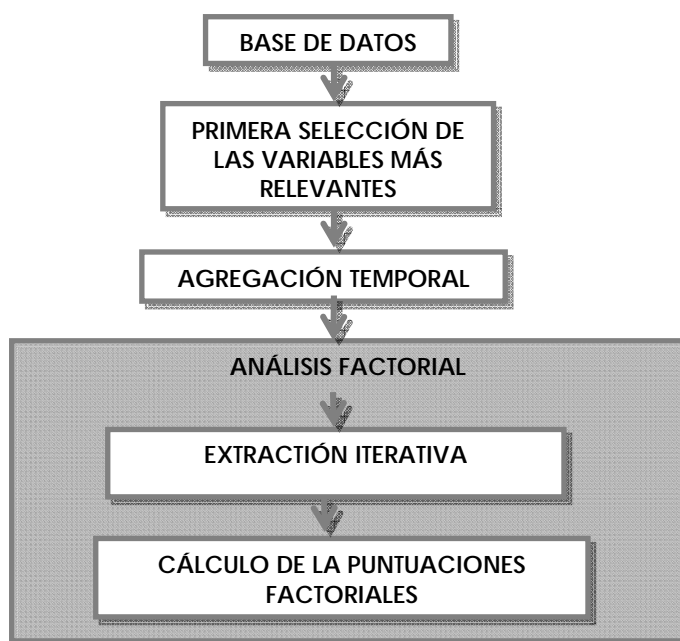 BASE DE DATOS
PRIMERA SELECCIÓN DE
LAS VARIABLES MÁS
RELEVANTES
AGREGACIÓN TEMPORAL
ANÁLISIS FACTORIAL
EXTRACTIÓN ITERATIVA
CÁLCULO DE LA PUNTUACIONES
FACTORIALES